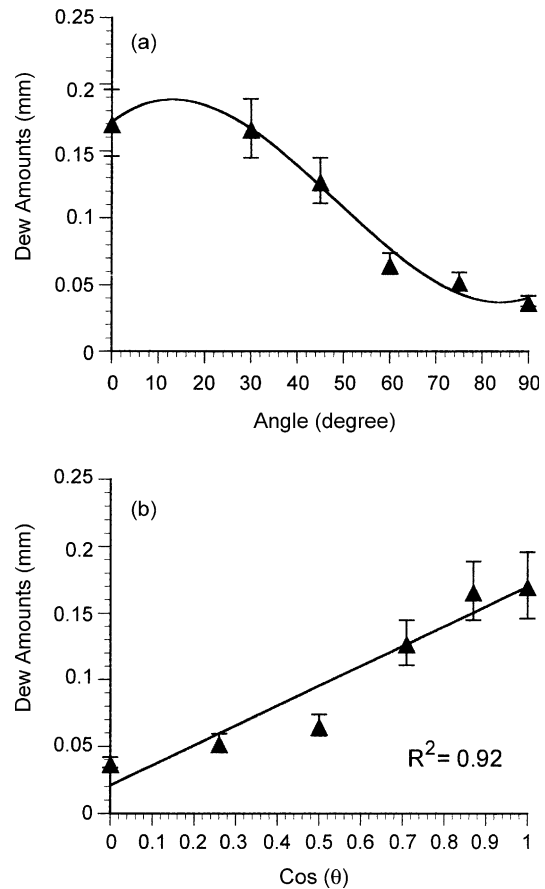 0.25
(a)
0.2
0.15
0.1
0.05
0
Dew Amounts (mm)
0 10 20 30 40 50 60 70 80 90
Angle (degree)
0.25
(b)
0.2
0.15
0.1
0.05
0
Dew Amounts (mm)
R²= 0.92
0 0.1 0.2 0.3 0.4 0.5 0.6 0.7 0.8 0.9 1
Cos (θ)